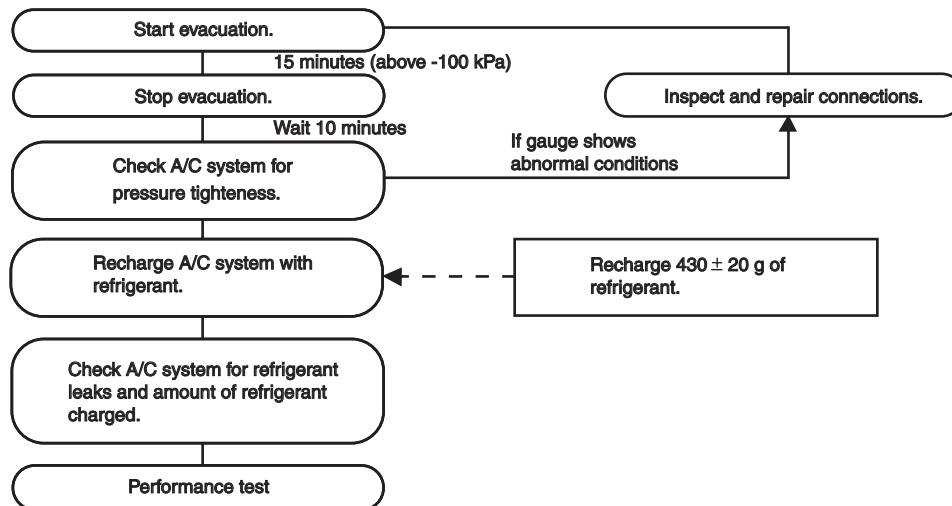 Start evacuation.
15 minutes (above -100 kPa)
Stop evacuation.
Inspect and repair connections.
Wait 10 minutes
If gauge shows
abnormal conditions
Check A/C system for
pressure tighteness.
Recharge A/C system with
refrigerant.
Recharge 430 ± 20 g of
refrigerant.
Check A/C system for refrigerant
leaks and amount of refrigerant
charged.
Performance test